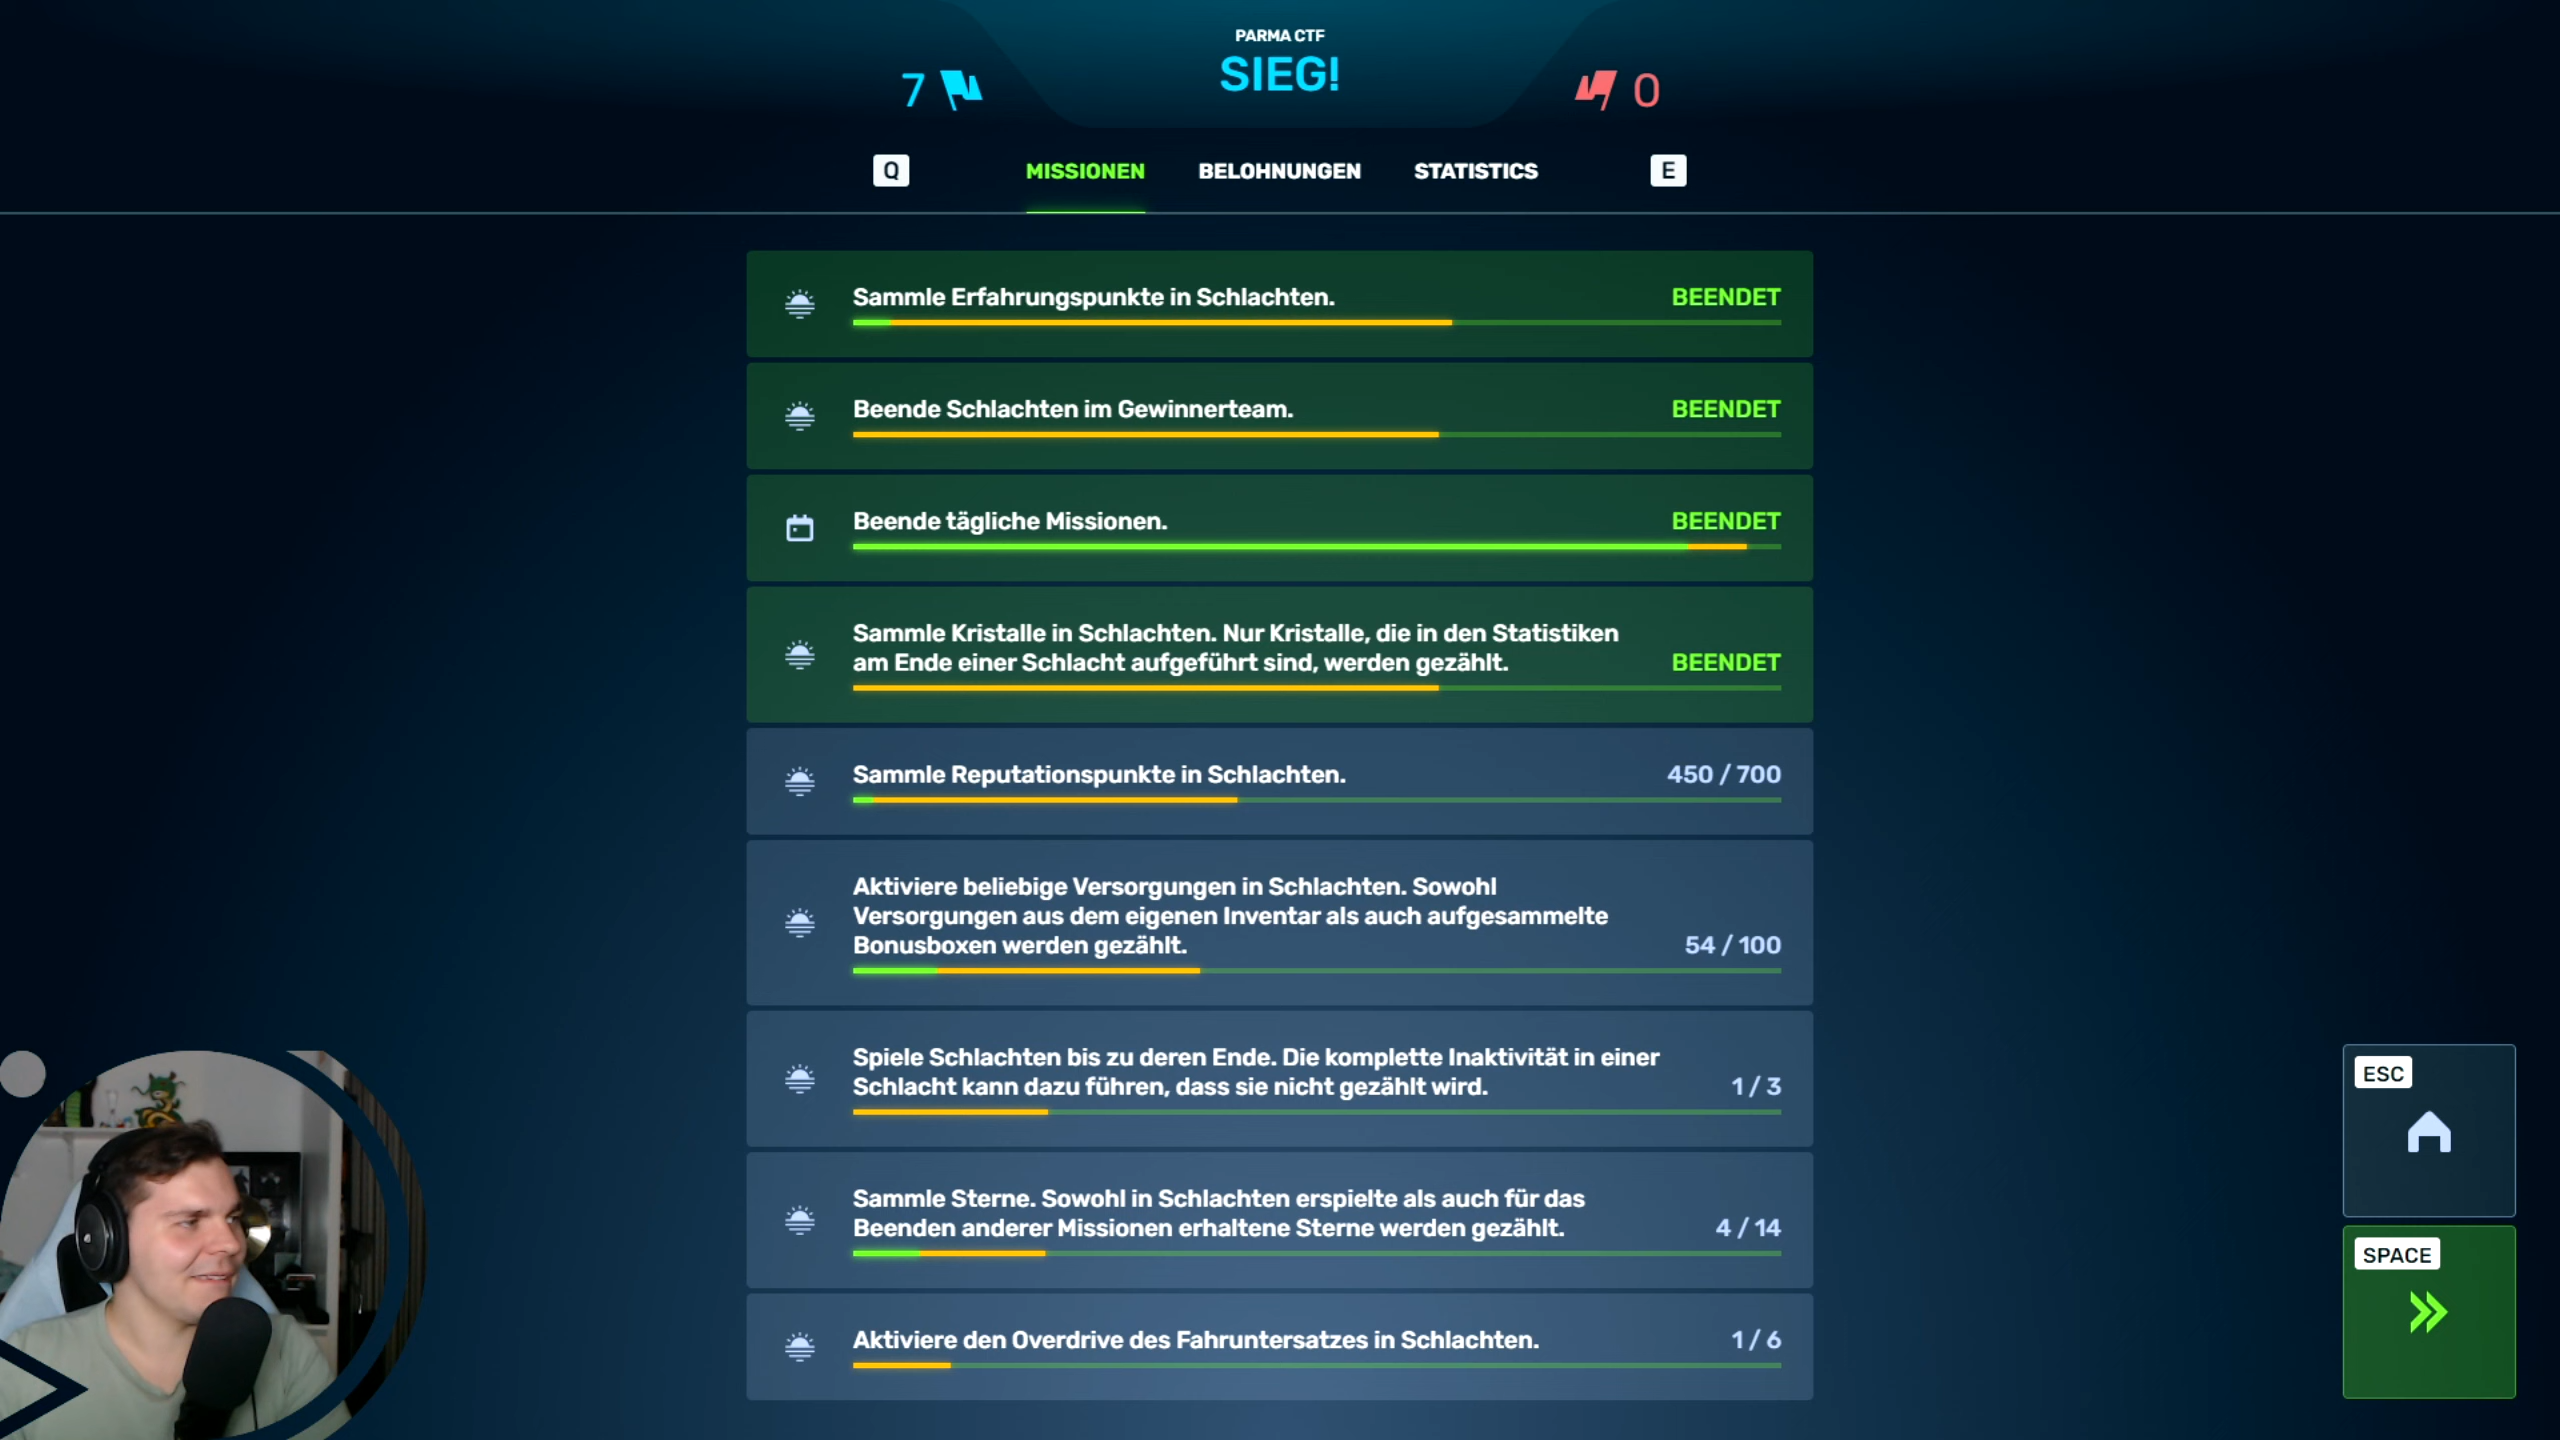 PARMA CTF
SIEG!
7
0
Q
MISSIONEN
BELOHNUNGEN
STATISTICS
E
Sammle Erfahrungspunkte in Schlachten.
BEENDET
Beende Schlachten im Gewinnerteam.
BEENDET
Beende tägliche Missionen.
BEENDET
Sammle Kristalle in Schlachten. Nur Kristalle, die in den Statistiken
am Ende einer Schlacht aufgeführt sind, werden gezählt.
BEENDET
Sammle Reputationspunkte in Schlachten.
450 / 700
Aktiviere beliebige Versorgungen in Schlachten. Sowohl
Versorgungen aus dem eigenen Inventar als auch aufgesammelte
Bonusboxen werden gezählt.
54 / 100
Spiele Schlachten bis zu deren Ende. Die komplette Inaktivität in einer
Schlacht kann dazu führen, dass sie nicht gezählt wird.
1 / 3
Sammle Sterne. Sowohl in Schlachten erspielte als auch für das
Beenden anderer Missionen erhaltene Sterne werden gezählt.
4 / 14
Aktiviere den Overdrive des Fahruntersatzes in Schlachten.
1 / 6
ESC
SPACE